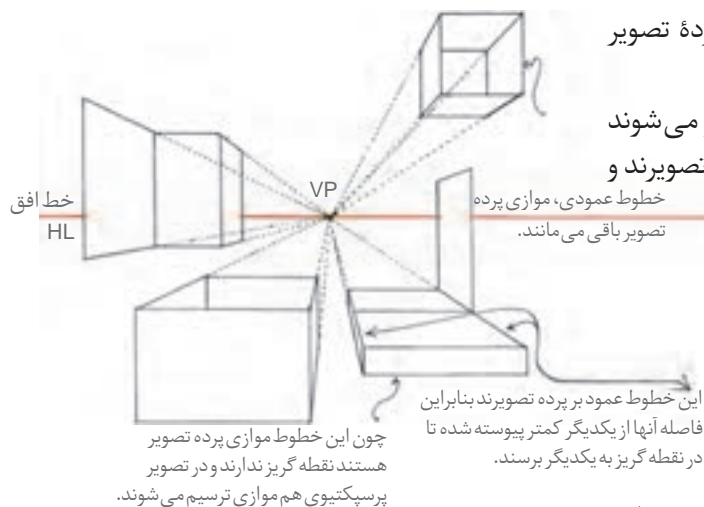 ردهٔ تصویر
می‌شوند
تصویرند و
VP
خط افق
HL
خطوط عمودی، موازی پرده
تصویر باقی می‌مانند.
این خطوط عمود بر پرده تصویرند بنابراین
فاصله آنها از یکدیگر کمتر پیوسته شده تا
در نقطه گریز به یکدیگر برسند.
چون این خطوط موازی پرده تصویر
هستند نقطه گریز ندارند و در تصویر
پرسپکتیوی هم موازی ترسیم می‌شوند.